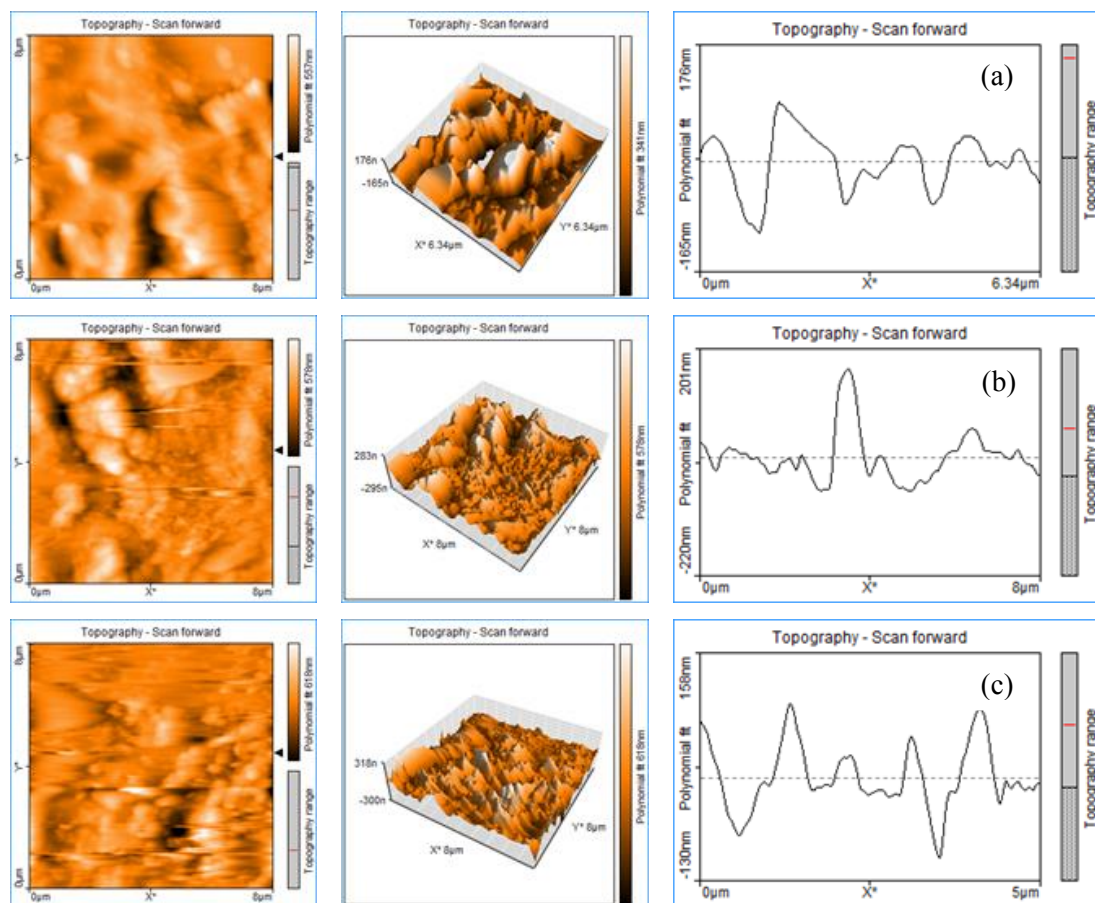 Topography - Scan forward
8µm
Y*
0µm
0µm
X*
8µm
Polynomial fit 557nm
Topography range
Topography - Scan forward
176n
-165n
X* 6.34µm
Y* 6.34µm
Polynomial fit 341nm
Topography - Scan forward
(a)
176nm
Polynomial fit
-165nm
0µm
X*
6.34µm
Topography range
Topography - Scan forward
8µm
Y*
0µm
0µm
X*
8µm
Polynomial fit 578nm
Topography range
Topography - Scan forward
283n
-295n
X* 8µm
Y* 8µm
Polynomial fit 578nm
Topography - Scan forward
(b)
201nm
Polynomial fit
-220nm
0µm
X*
8µm
Topography range
Topography - Scan forward
8µm
Y*
0µm
0µm
X*
8µm
Polynomial fit 618nm
Topography range
Topography - Scan forward
318n
-300n
X* 8µm
Y* 8µm
Polynomial fit 618nm
Topography - Scan forward
(c)
158nm
Polynomial fit
-130nm
0µm
X*
5µm
Topography range